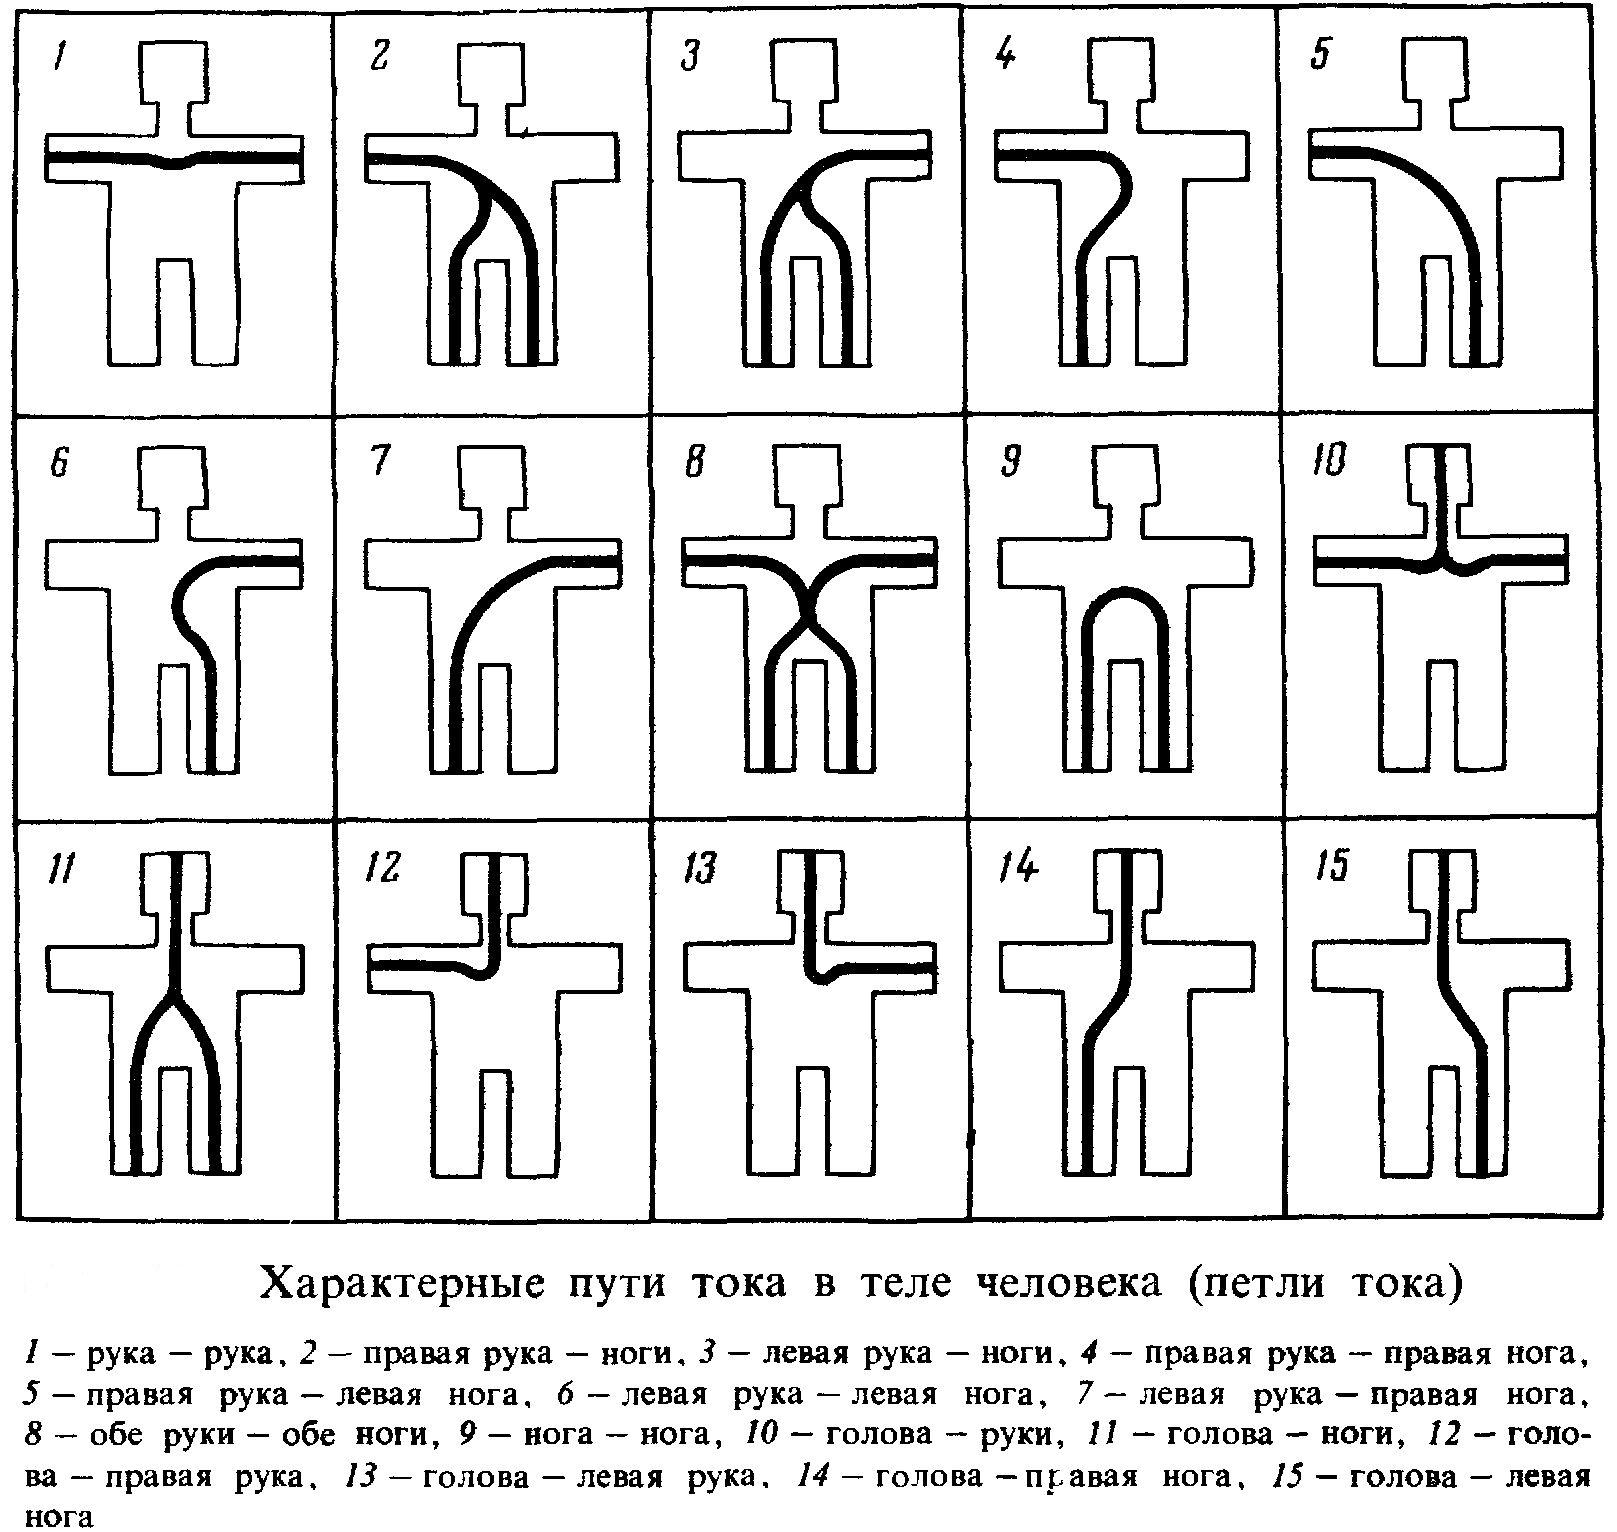 1 2 3 4 5
6 7 8 9 10
11 12 13 14 15
Характерные пути тока в теле человека (петли тока)
1 – рука – рука, 2 – правая рука – ноги, 3 – левая рука – ноги, 4 – правая рука – правая нога,
5 – правая рука – левая нога, 6 – левая рука – левая нога, 7 – левая рука – правая нога,
8 – обе руки – обе ноги, 9 – нога – нога, 10 – голова – руки, 11 – голова – ноги, 12 – голо-
ва – правая рука, 13 – голова – левая рука, 14 – голова – правая нога, 15 – голова – левая
нога